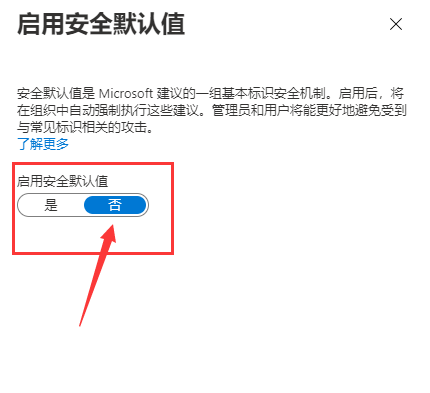 启用安全默认值
安全默认值是 Microsoft 建议的一组基本标识安全机制。启用后，将
在组织中自动强制执行这些建议。管理员和用户将能更好地避免受到
与常见标识相关的攻击。
了解更多
启用安全默认值
是 否